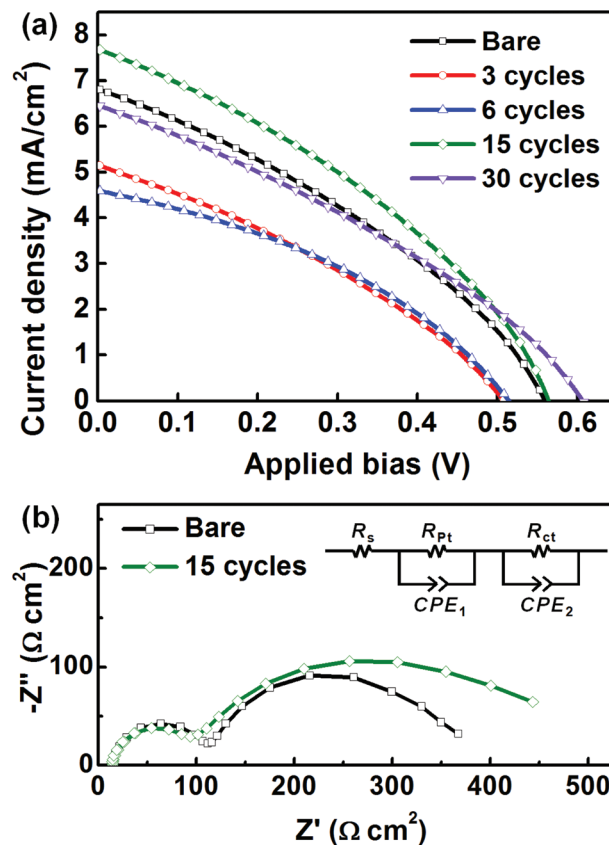 (a)
Bare
3 cycles
6 cycles
15 cycles
30 cycles
Current density (mA/cm²)
8
7
6
5
4
3
2
1
0
0.0 0.1 0.2 0.3 0.4 0.5 0.6
Applied bias (V)
(b)
Bare
15 cycles
Rs RPt Rct
CPE1 CPE2
-Z'' (Ω cm²)
200
100
0
0 100 200 300 400 500
Z' (Ω cm²)